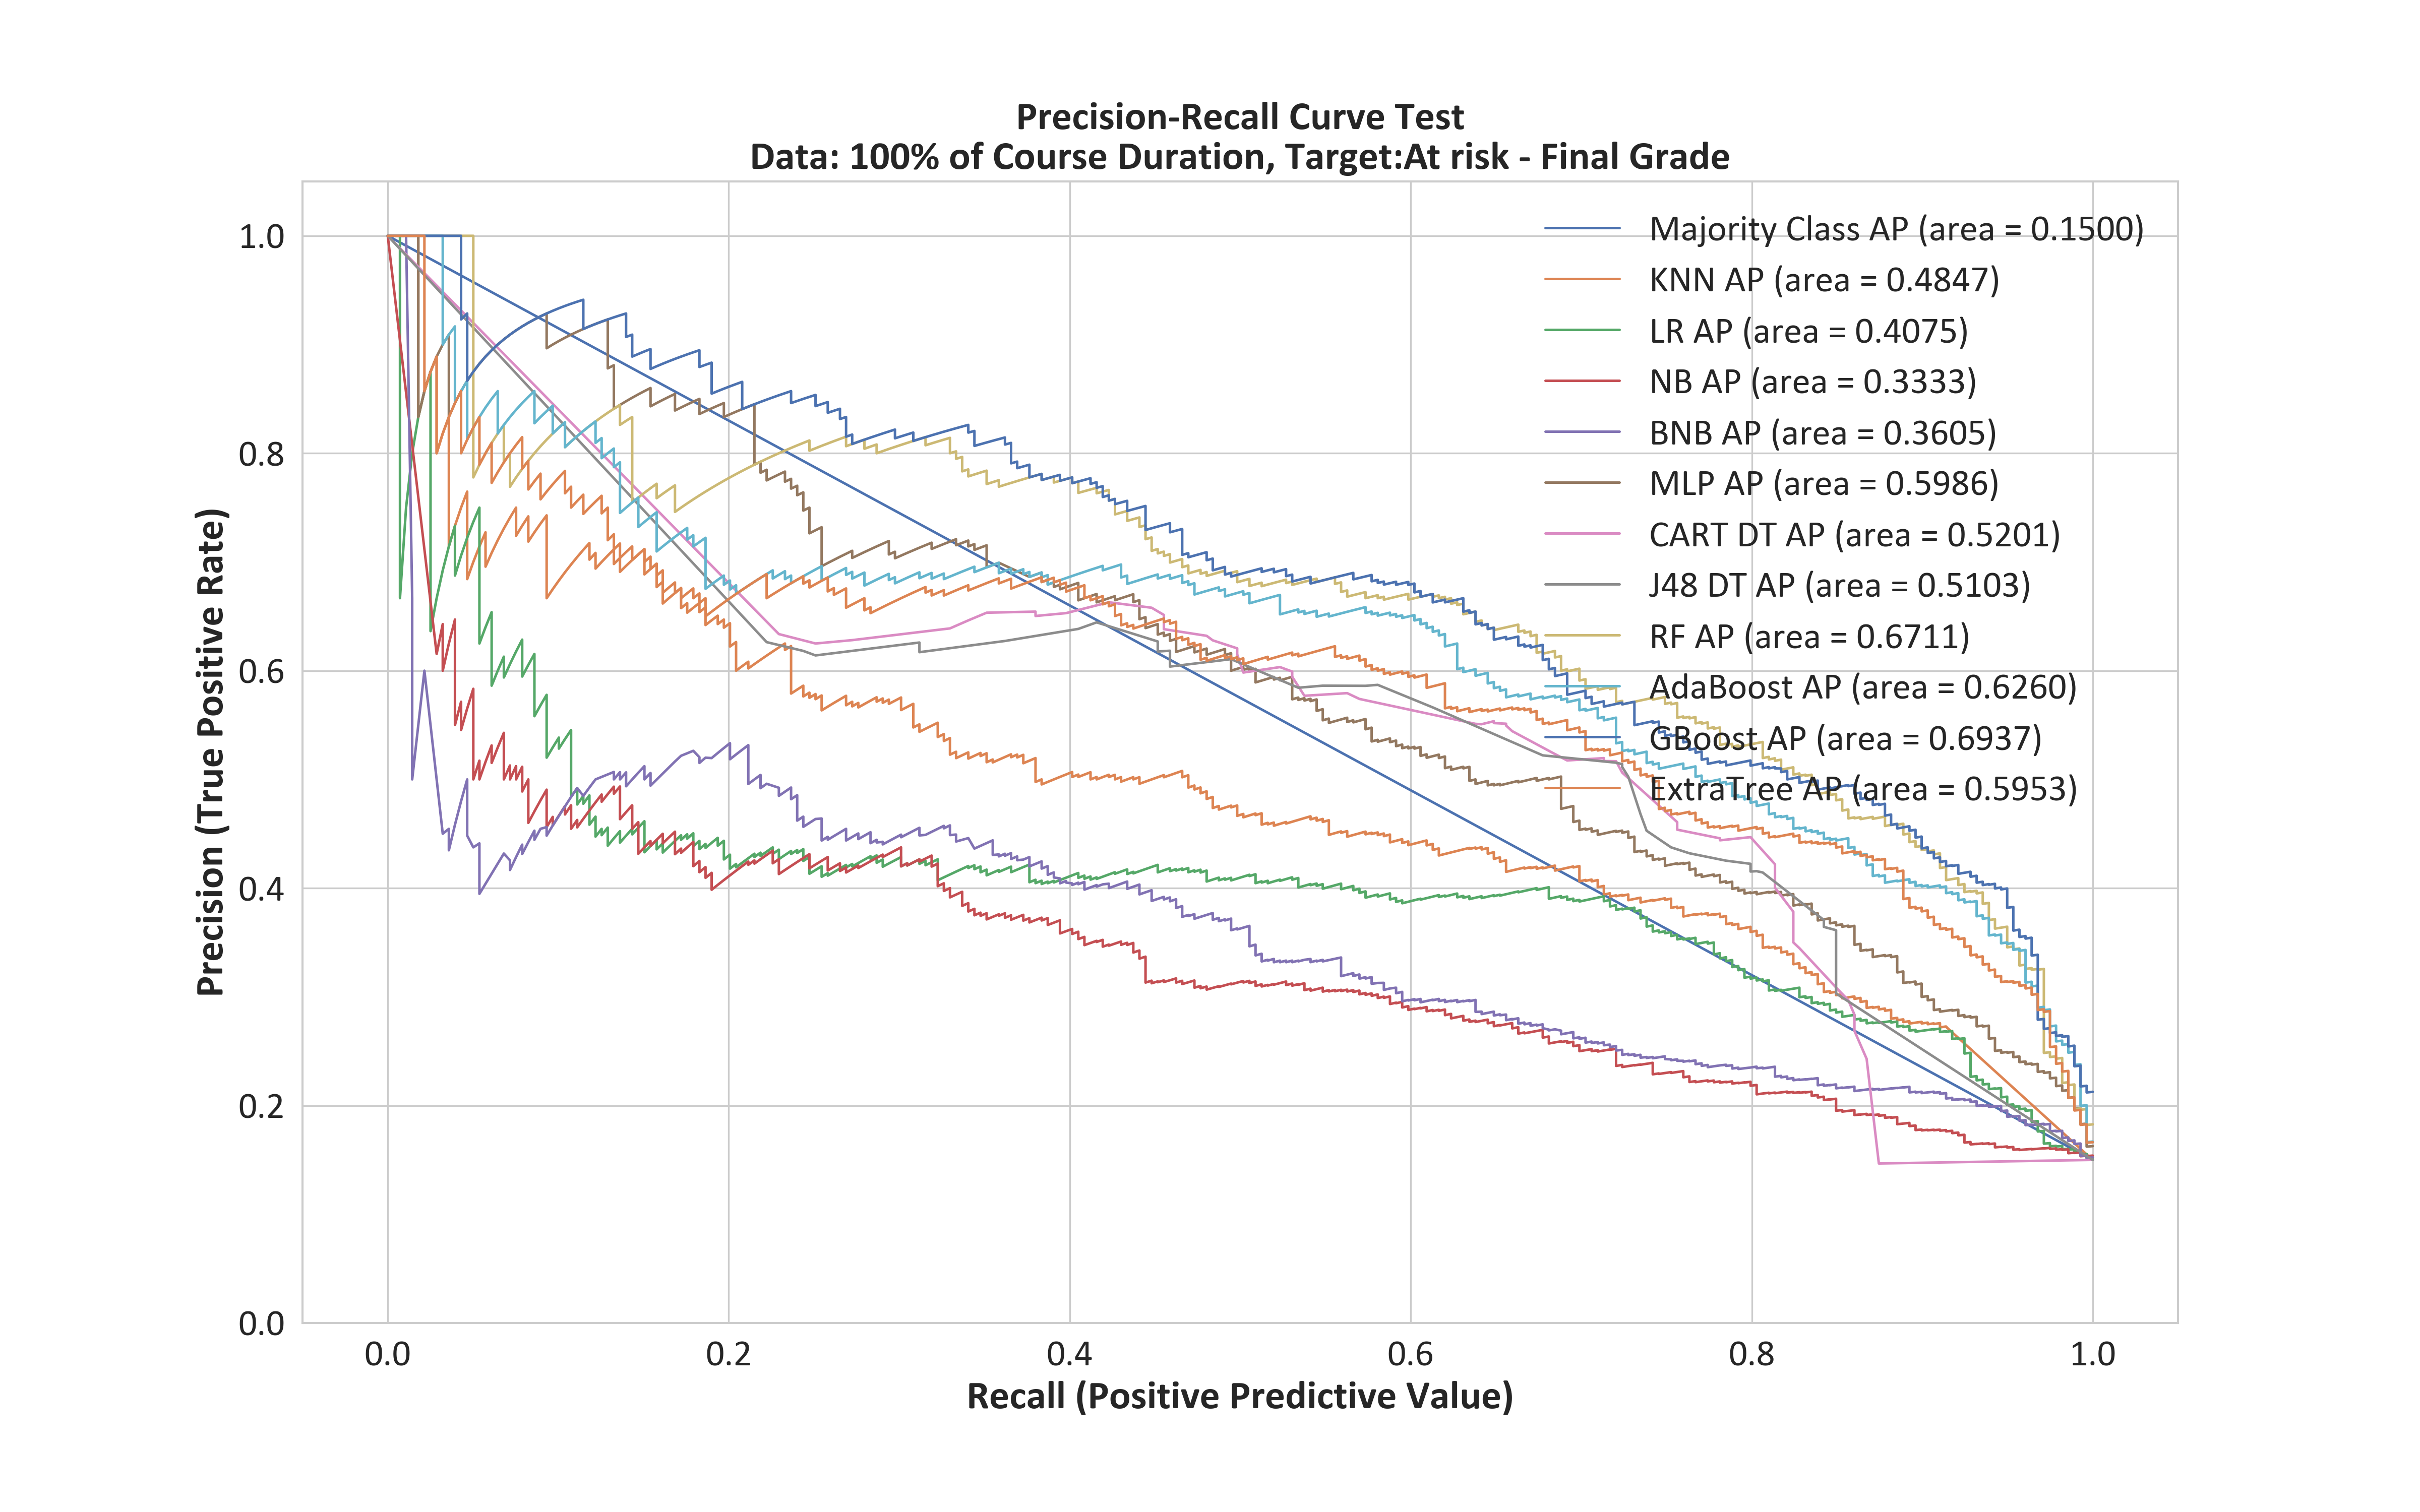 Precision-Recall Curve Test
Data: 100% of Course Duration, Target:At risk - Final Grade
Precision (True Positive Rate)
1.0
0.8
0.6
0.4
0.2
0.0
Majority Class AP (area = 0.1500)
KNN AP (area = 0.4847)
LR AP (area = 0.4075)
NB AP (area = 0.3333)
BNB AP (area = 0.3605)
MLP AP (area = 0.5986)
CART DT AP (area = 0.5201)
J48 DT AP (area = 0.5103)
RF AP (area = 0.6711)
AdaBoost AP (area = 0.6260)
GBoost AP (area = 0.6937)
ExtraTree AP (area = 0.5953)
0.0 0.2 0.4 0.6 0.8 1.0
Recall (Positive Predictive Value)